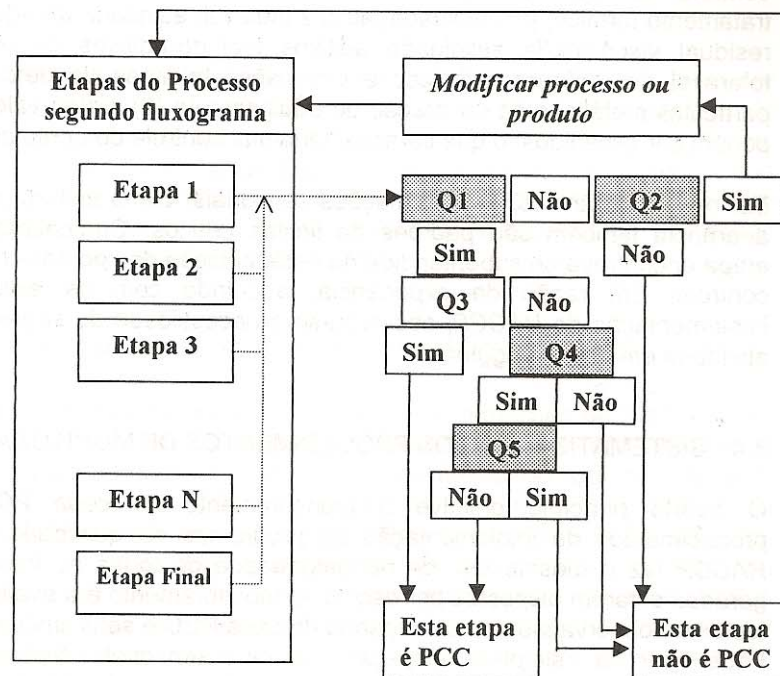 Etapas do Processo
segundo fluxograma
Modificar processo ou
produto
Etapa 1
Etapa 2
Etapa 3
Etapa N
Etapa Final
Q1
Não
Q2
Sim
Sim
Não
Q3
Não
Sim
Q4
Sim
Não
Q5
Não
Sim
Esta etapa
é PCC
Esta etapa
não é PCC